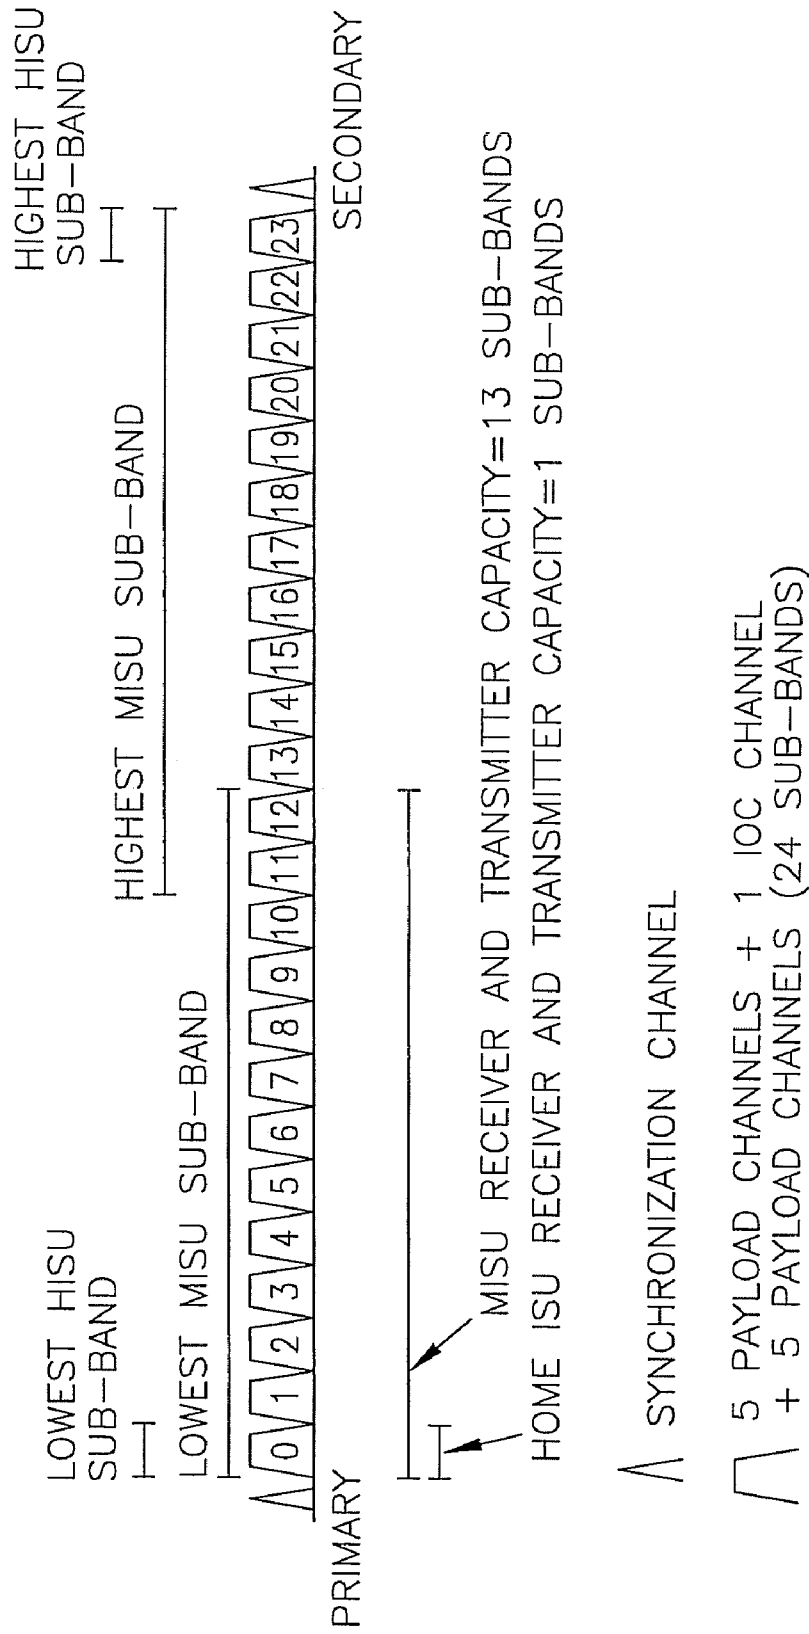 HIGHEST HISU
SUB-BAND
HIGHEST MISU SUB-BAND
LOWEST HISU
SUB-BAND
LOWEST MISU SUB-BAND
0 1 2 3 4 5 6 7 8 9 10 11 12 13 14 15 16 17 18 19 20 21 22 23
PRIMARY
SECONDARY
MISU RECEIVER AND TRANSMITTER CAPACITY=13 SUB-BANDS
HOME ISU RECEIVER AND TRANSMITTER CAPACITY=1 SUB-BANDS
SYNCHRONIZATION CHANNEL
5 PAYLOAD CHANNELS + 1 IOC CHANNEL
+ 5 PAYLOAD CHANNELS (24 SUB-BANDS)